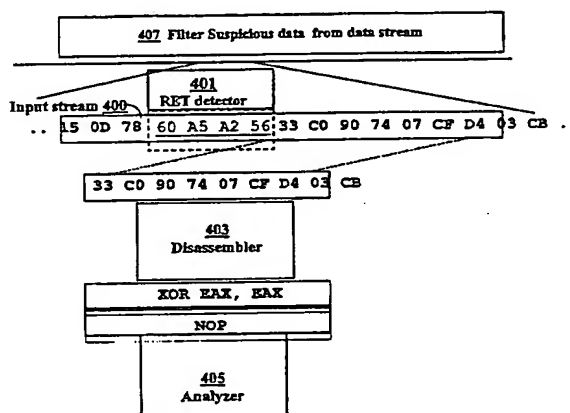 407 Filter Suspicious data from data stream
401
RET detector
Input stream 400
.. 15 0D 78 60 A5 A2 56 33 C0 90 74 07 CF D4 03 CB .
33 C0 90 74 07 CF D4 03 CB
403
Disassembler
XOR EAX, EAX
NOP
405
Analyzer